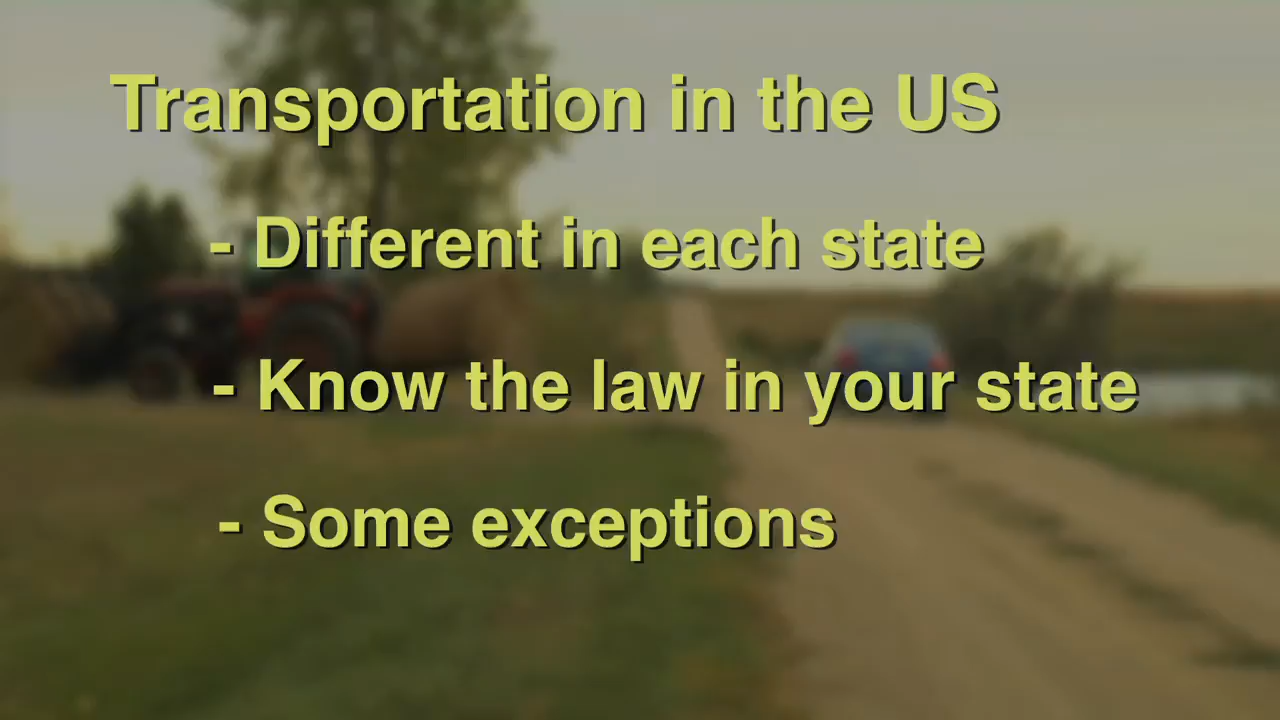 Transportation in the US
- Different in each state
- Know the law in your state
- Some exceptions